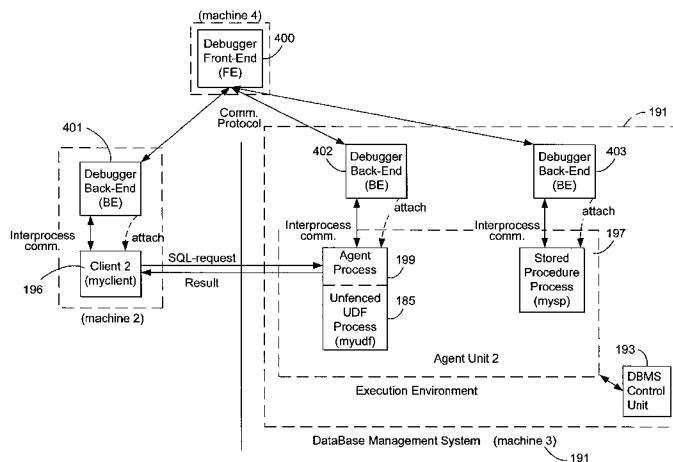 (machine 4)
400
Debugger
Front-End
(FE)
Comm.
Protocol
191
401
Debugger
Back-End
(BE)
402
Debugger
Back-End
(BE)
403
Debugger
Back-End
(BE)
Interprocess
comm.
attach
Interprocess
comm.
attach
Interprocess
comm.
attach
197
196
Client 2
(myclient)
SQL-request
Result
Agent
Process
199
Unfenced
UDF
Process
(myudf)
185
Stored
Procedure
Process
(mysp)
(machine 2)
Agent Unit 2
193
DBMS
Control
Unit
Execution Environment
DataBase Management System (machine 3)
191